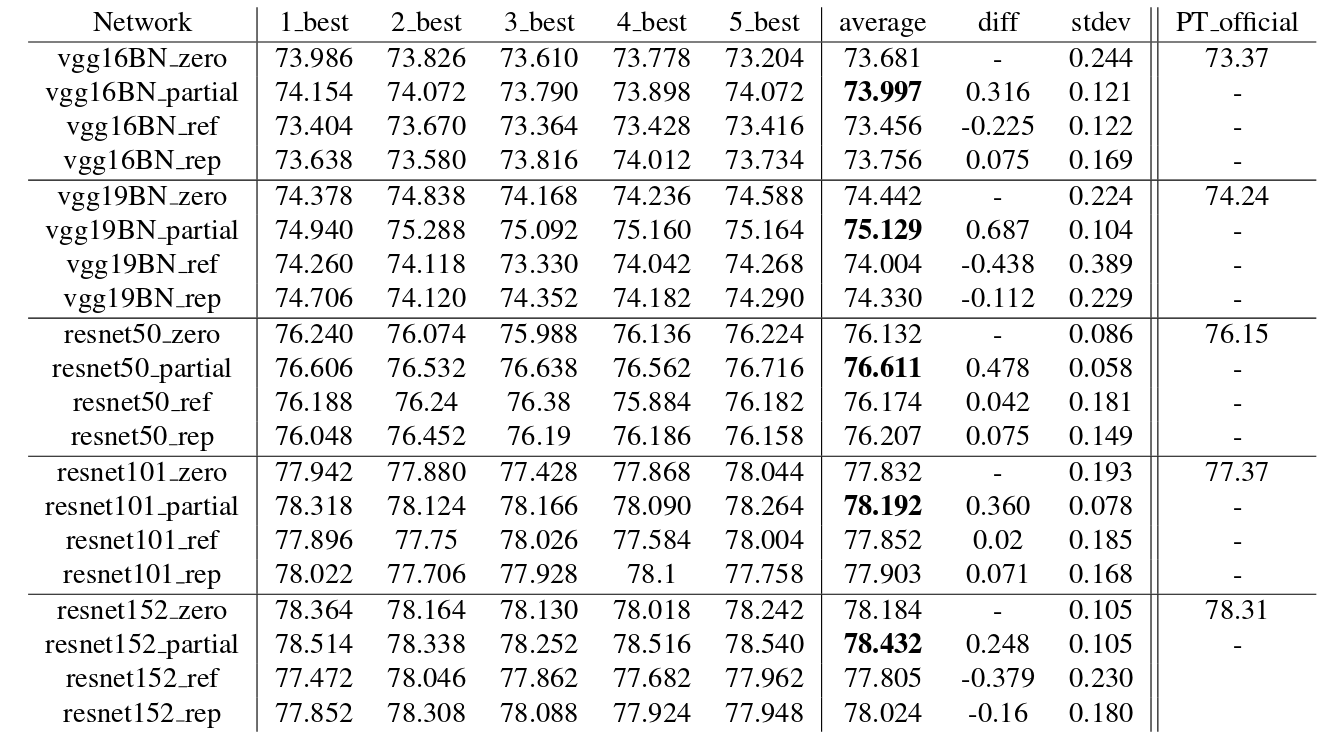 Network 1_best 2_best 3_best 4_best 5_best average diff stdev PT_official
vgg16BN_zero 73.986 73.826 73.610 73.778 73.204 73.681 - 0.244 73.37
vgg16BN_partial 74.154 74.072 73.790 73.898 74.072 73.997 0.316 0.121 -
vgg16BN_ref 73.404 73.670 73.364 73.428 73.416 73.456 -0.225 0.122 -
vgg16BN_rep 73.638 73.580 73.816 74.012 73.734 73.756 0.075 0.169 -
vgg19BN_zero 74.378 74.838 74.168 74.236 74.588 74.442 - 0.224 74.24
vgg19BN_partial 74.940 75.288 75.092 75.160 75.164 75.129 0.687 0.104 -
vgg19BN_ref 74.260 74.118 73.330 74.042 74.268 74.004 -0.438 0.389 -
vgg19BN_rep 74.706 74.120 74.352 74.182 74.290 74.330 -0.112 0.229 -
resnet50_zero 76.240 76.074 75.988 76.136 76.224 76.132 - 0.086 76.15
resnet50_partial 76.606 76.532 76.638 76.562 76.716 76.611 0.478 0.058 -
resnet50_ref 76.188 76.24 76.38 75.884 76.182 76.174 0.042 0.181 -
resnet50_rep 76.048 76.452 76.19 76.186 76.158 76.207 0.075 0.149 -
resnet101_zero 77.942 77.880 77.428 77.868 78.044 77.832 - 0.193 77.37
resnet101_partial 78.318 78.124 78.166 78.090 78.264 78.192 0.360 0.078 -
resnet101_ref 77.896 77.75 78.026 77.584 78.004 77.852 0.02 0.185 -
resnet101_rep 78.022 77.706 77.928 78.1 77.758 77.903 0.071 0.168 -
resnet152_zero 78.364 78.164 78.130 78.018 78.242 78.184 - 0.105 78.31
resnet152_partial 78.514 78.338 78.252 78.516 78.540 78.432 0.248 0.105 -
resnet152_ref 77.472 78.046 77.862 77.682 77.962 77.805 -0.379 0.230
resnet152_rep 77.852 78.308 78.088 77.924 77.948 78.024 -0.16 0.180